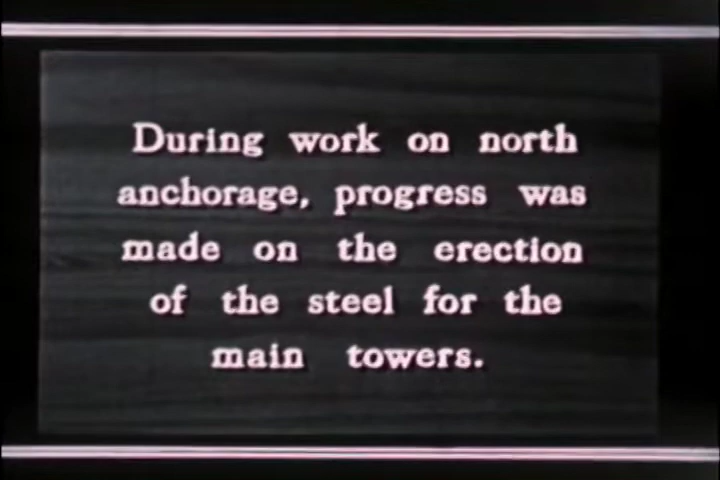 During work on north
anchorage, progress was
made on the erection
of the steel for the
main towers.